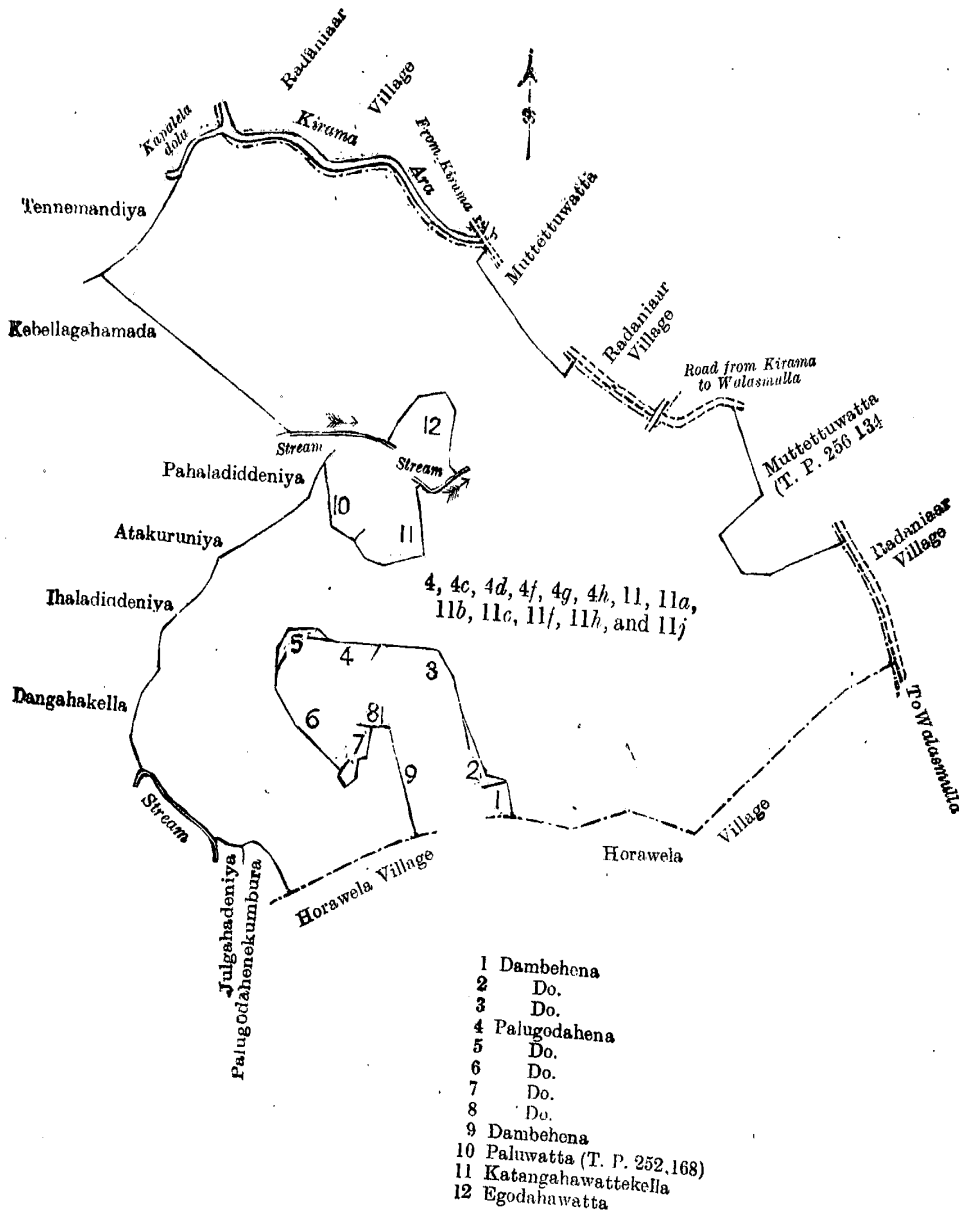 Radaniaar
Village
Kirama
Ara
Kapalela
dola
From Kirama
Muttettuwatta
Tennemandiya
Kebellagahamada
Radaniaur
Village
Road from Kirama
to Walasmulla
12
Stream
Stream
Muttettuwatta
(T. P. 256 134
Pahaladiddeniya
10
11
Atakuruniya
Radaniaar
Village
4, 4c, 4d, 4f, 4g, 4h, 11, 11a,
11b, 11c, 11f, 11h, and 11j
Ihaladiddeniya
5
4
3
Dangahakella
6
8
7
9
2
1
To Walasmulla
Stream
Horawela
Village
Horawela Village
Julgahadeniya
Palugodahenekumbura
1 Dambehena
2 Do.
3 Do.
4 Palugodahena
5 Do.
6 Do.
7 Do.
8 Do.
9 Dambehena
10 Paluwatta (T. P. 252,168)
11 Katangahawattekella
12 Egodahawatta